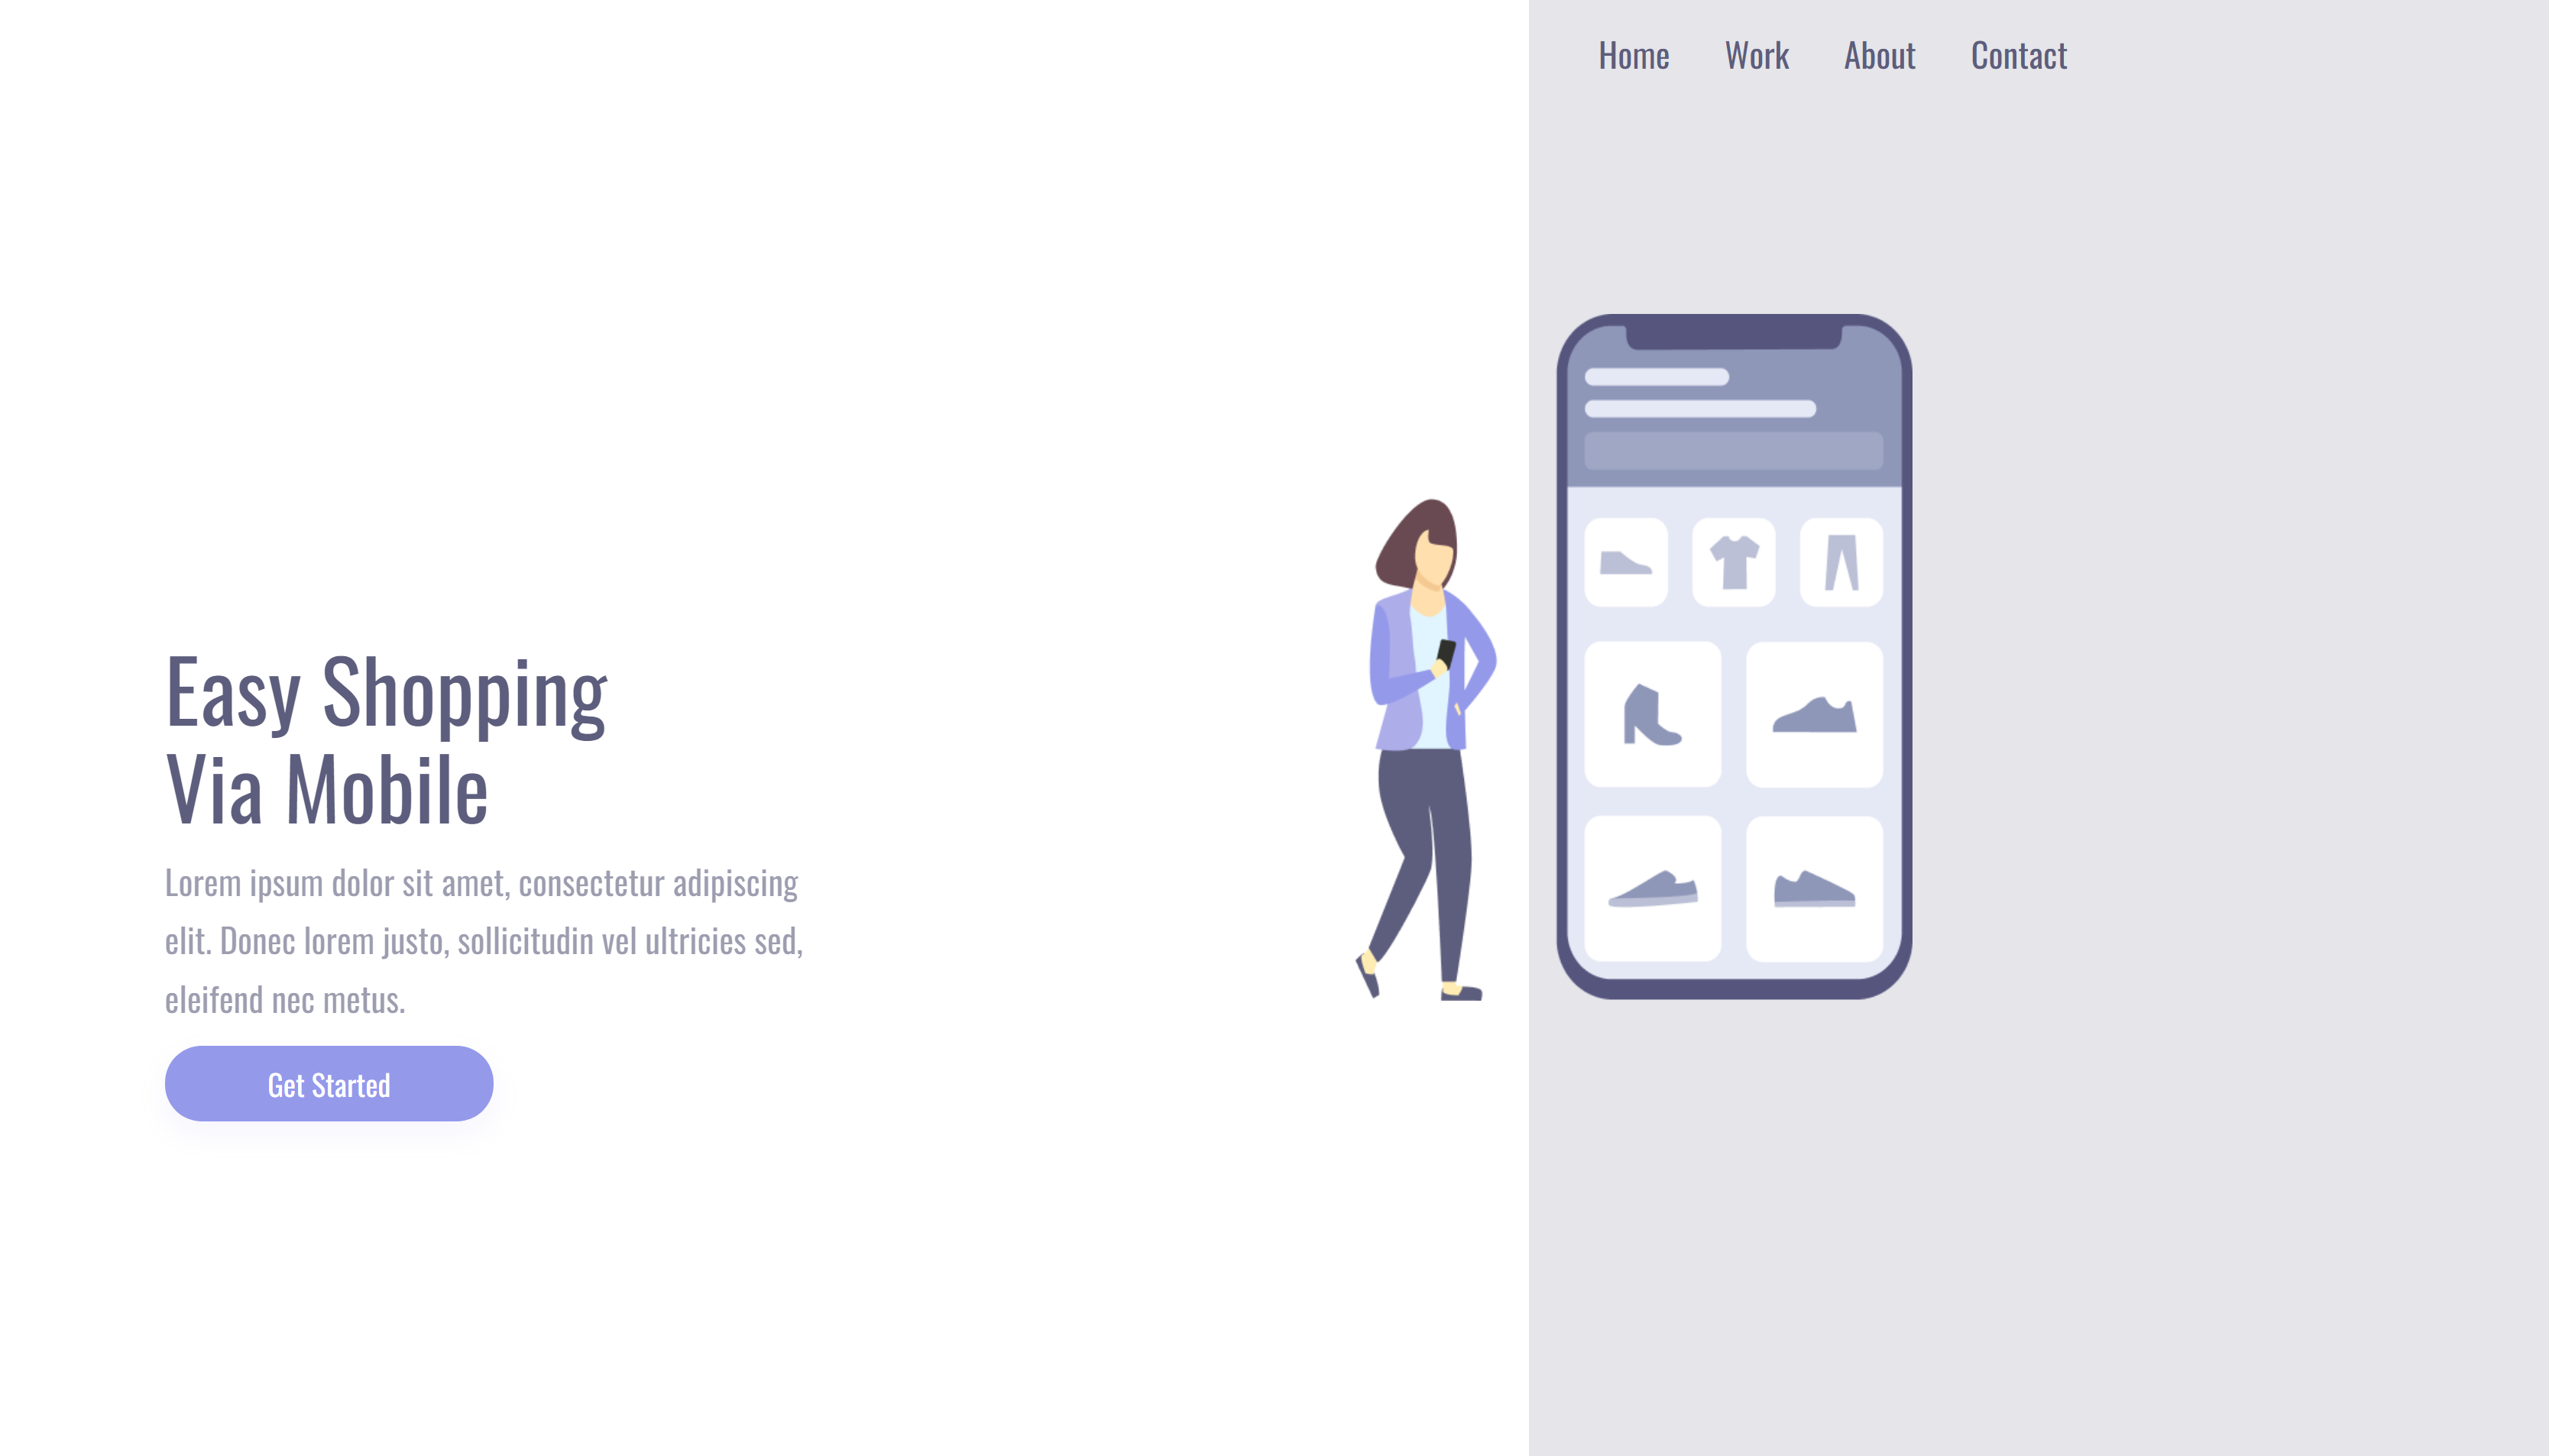 Home Work About Contact
Easy Shopping
Via Mobile
Lorem ipsum dolor sit amet, consectetur adipiscing
elit. Donec lorem justo, sollicitudin vel ultricies sed,
eleifend nec metus.
Get Started